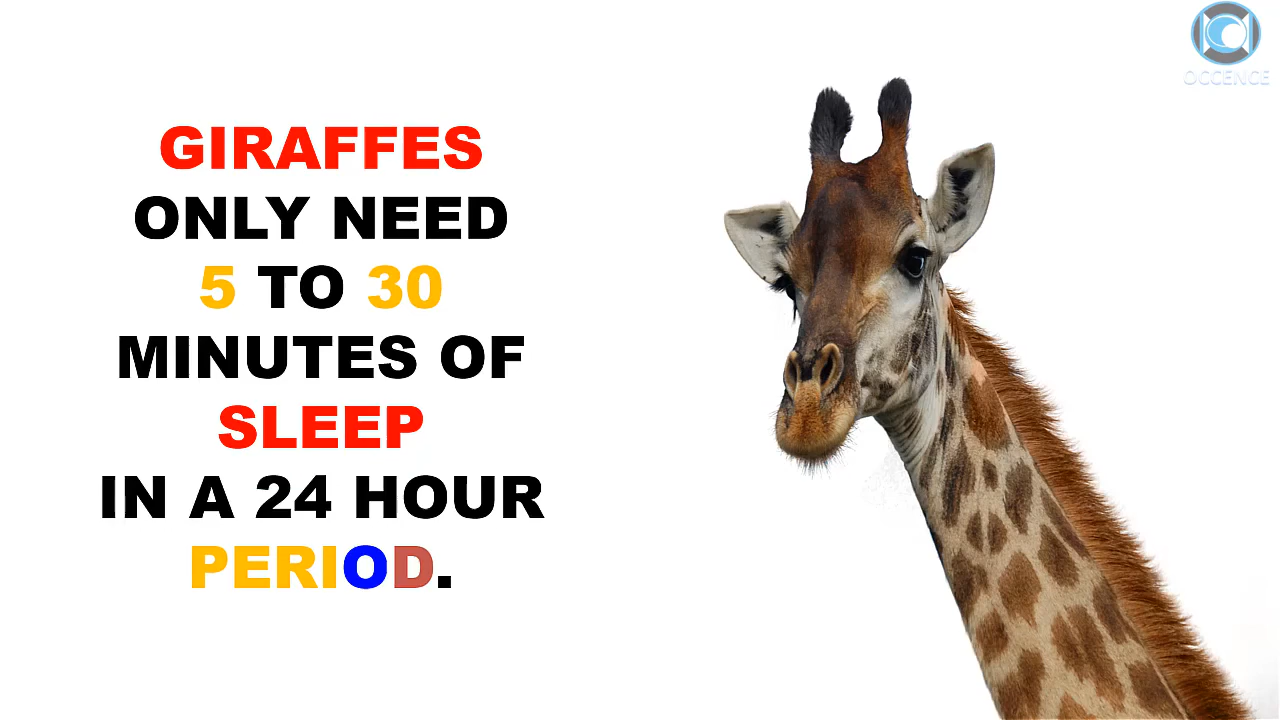 OCCENCE
GIRAFFES
ONLY NEED
5 TO 30
MINUTES OF
SLEEP
IN A 24 HOUR
PERIOD.